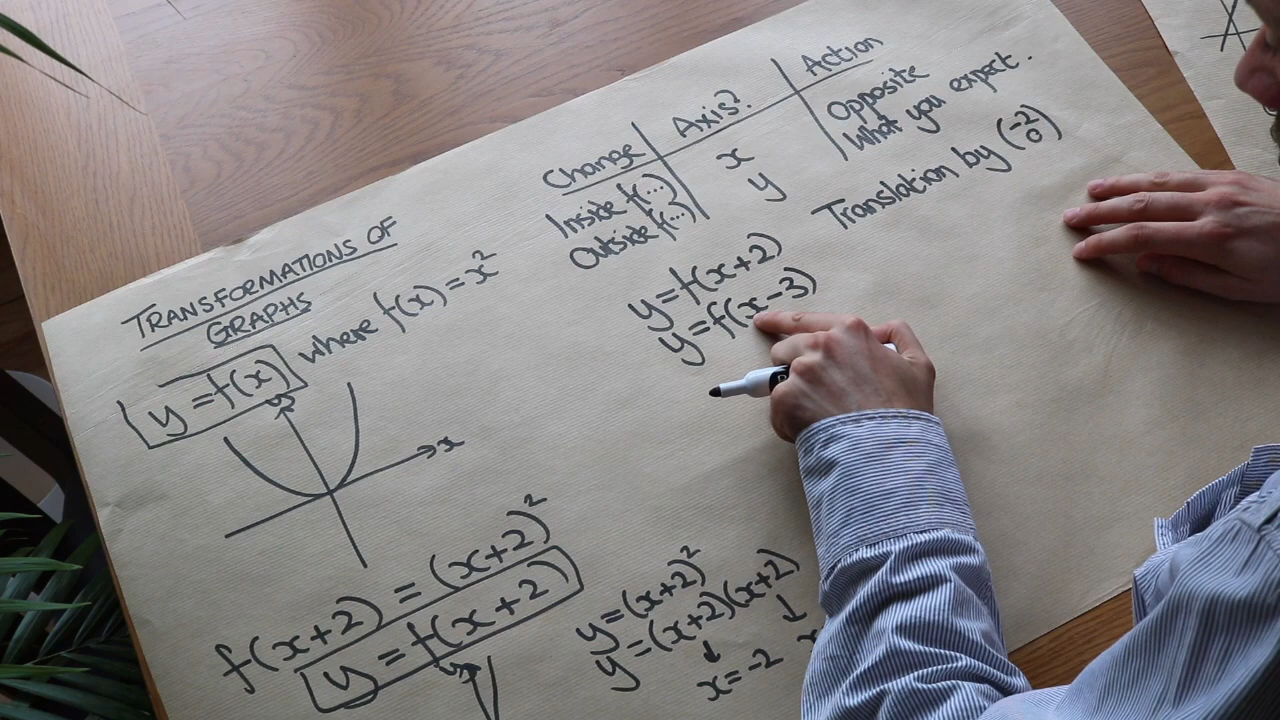 TRANSFORMATIONS OF
GRAPHS
y = f(x) where f(x) = x²
y
x
f(x+2) = (x+2)²
y = f(x+2)
y
Change Axis? Action
Inside f(...) x Opposite
What you expect.
Outside f(...) y
y = f(x+2) Translation by (-2 0)
y = f(x-3)
y = (x+2)²
y = (x+2)(x+2)
x = -2